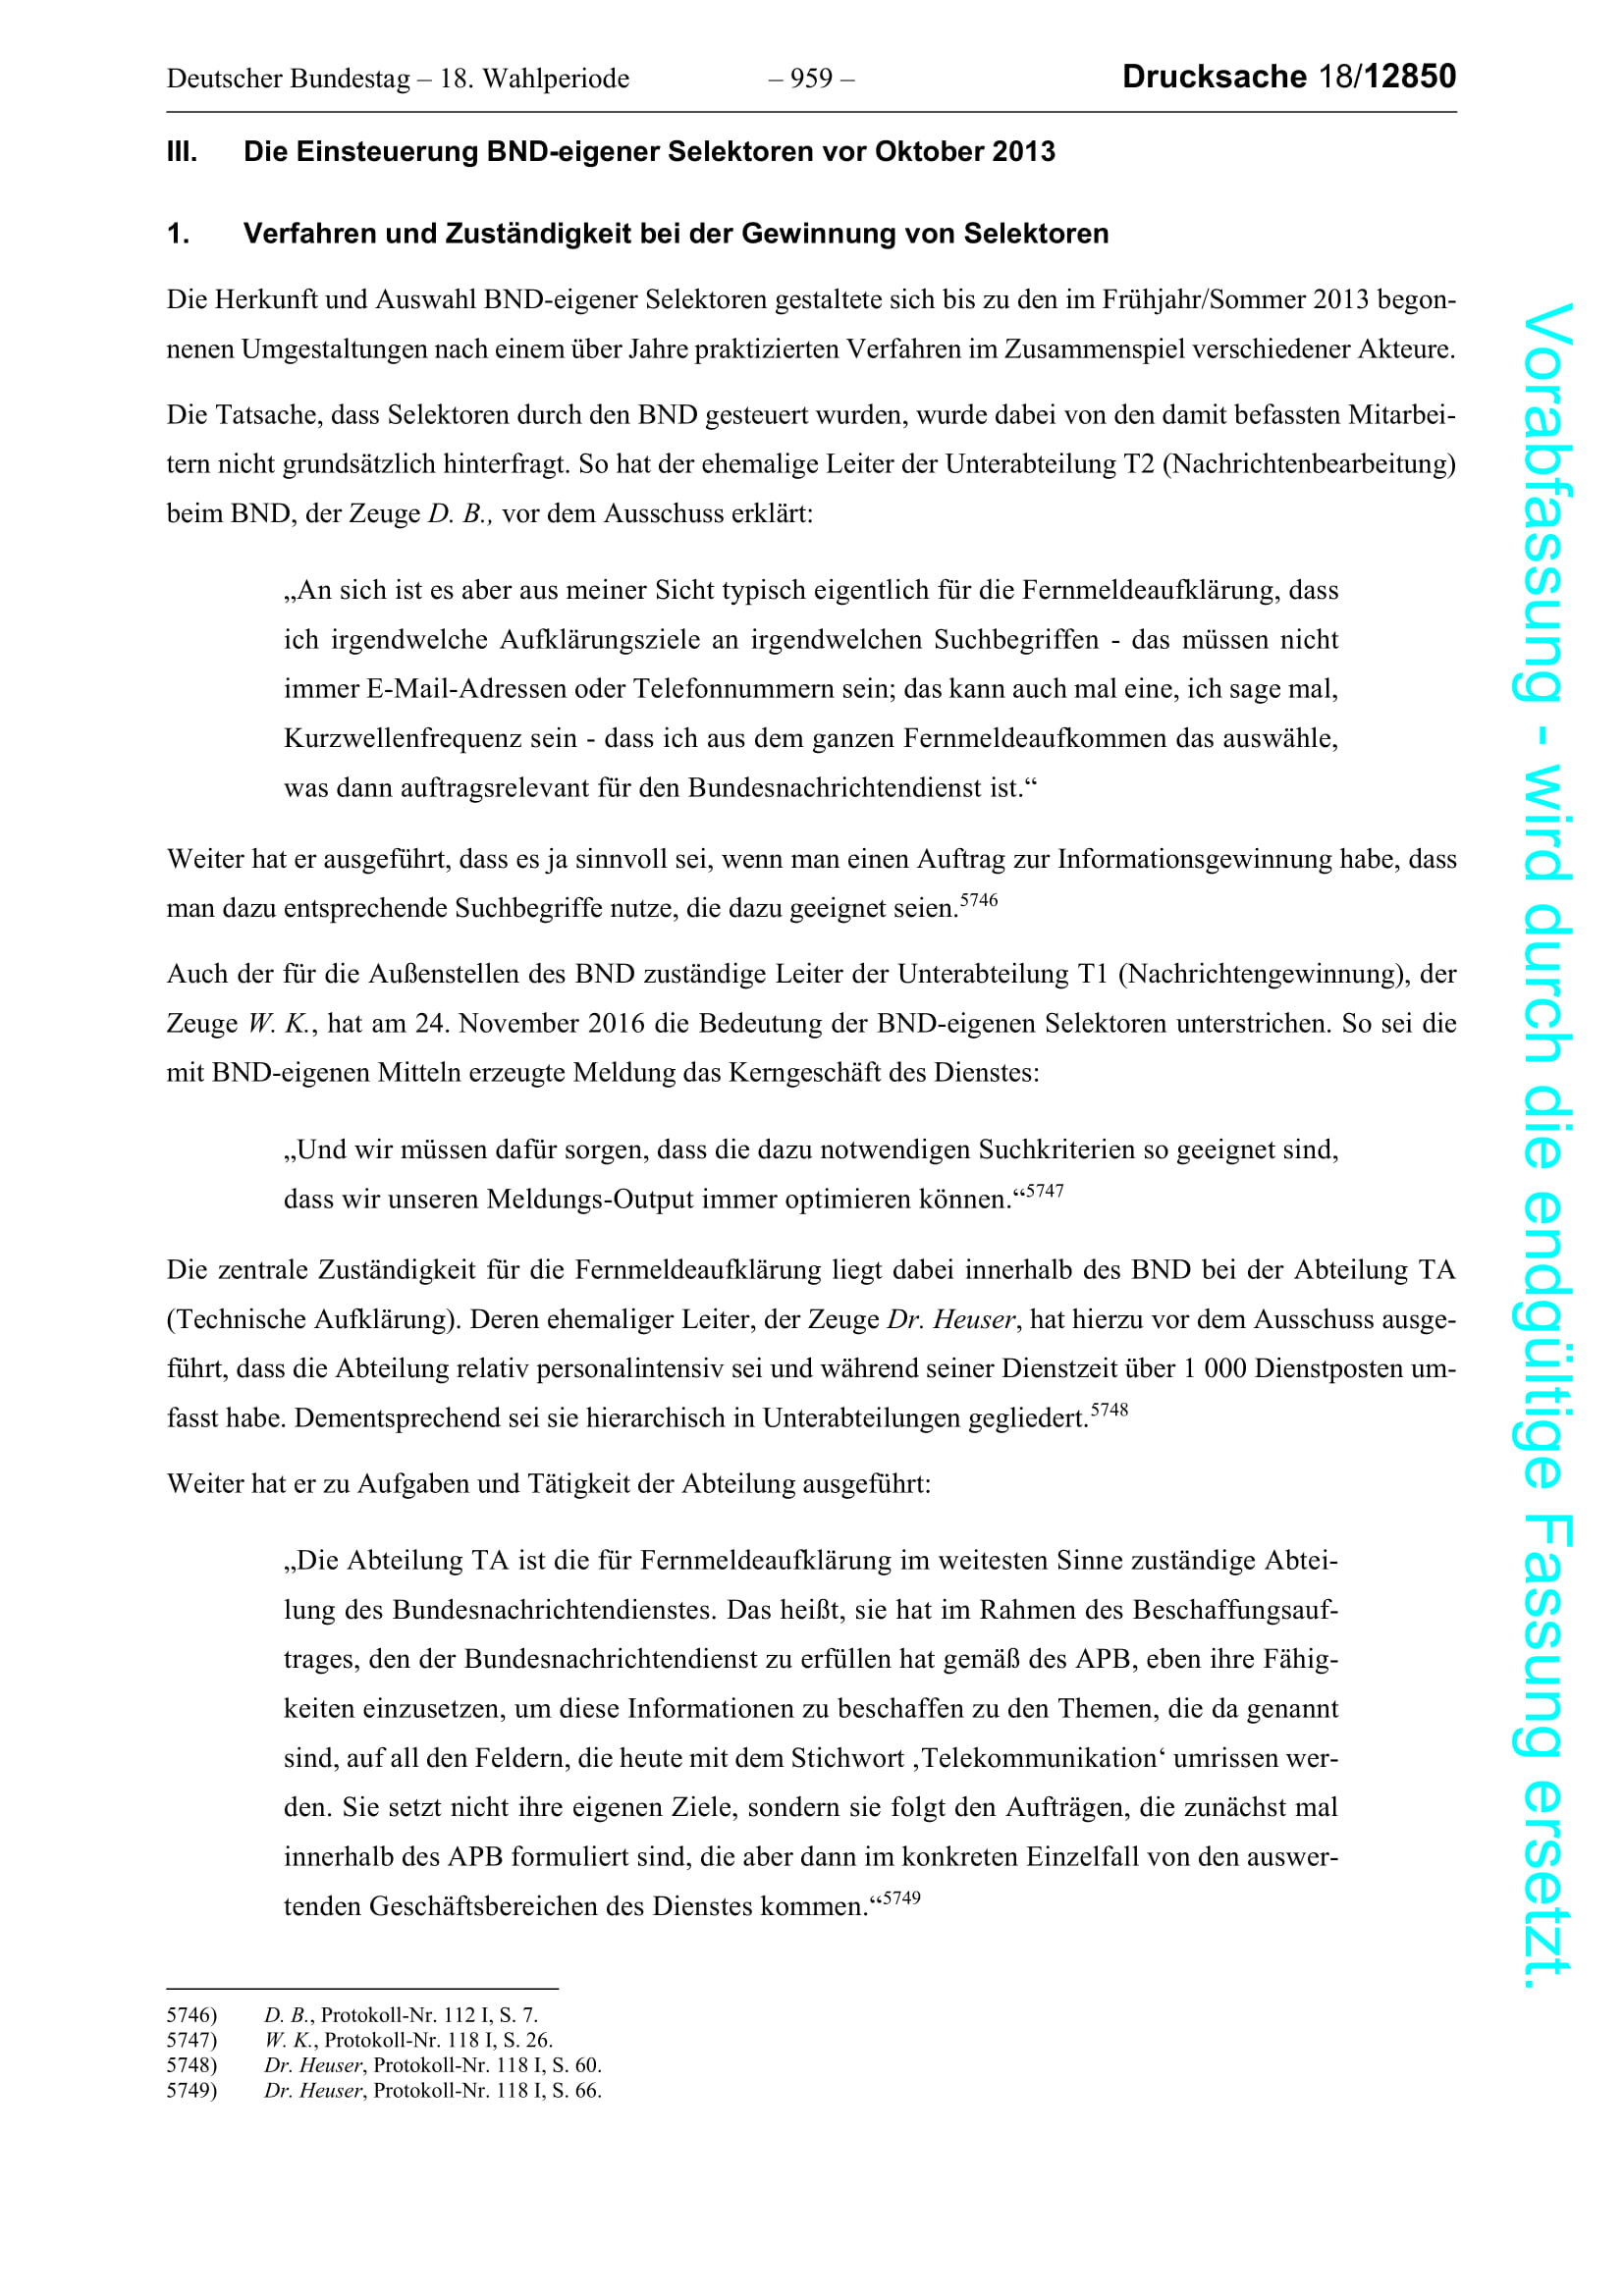 Deutscher Bundestag – 18. Wahlperiode – 959 – Drucksache 18/12850
III. Die Einsteuerung BND-eigener Selektoren vor Oktober 2013
1. Verfahren und Zuständigkeit bei der Gewinnung von Selektoren
Die Herkunft und Auswahl BND-eigener Selektoren gestaltete sich bis zu den im Frühjahr/Sommer 2013 begon-
nenen Umgestaltungen nach einem über Jahre praktizierten Verfahren im Zusammenspiel verschiedener Akteure.
Die Tatsache, dass Selektoren durch den BND gesteuert wurden, wurde dabei von den damit befassten Mitarbei-
tern nicht grundsätzlich hinterfragt. So hat der ehemalige Leiter der Unterabteilung T2 (Nachrichtenbearbeitung)
beim BND, der Zeuge D. B., vor dem Ausschuss erklärt:
„An sich ist es aber aus meiner Sicht typisch eigentlich für die Fernmeldeaufklärung, dass
ich irgendwelche Aufklärungsziele an irgendwelchen Suchbegriffen - das müssen nicht
immer E-Mail-Adressen oder Telefonnummern sein; das kann auch mal eine, ich sage mal,
Kurzwellenfrequenz sein - dass ich aus dem ganzen Fernmeldeaufkommen das auswähle,
was dann auftragsrelevant für den Bundesnachrichtendienst ist.“
Weiter hat er ausgeführt, dass es ja sinnvoll sei, wenn man einen Auftrag zur Informationsgewinnung habe, dass
man dazu entsprechende Suchbegriffe nutze, die dazu geeignet seien.5746
Auch der für die Außenstellen des BND zuständige Leiter der Unterabteilung T1 (Nachrichtengewinnung), der
Zeuge W. K., hat am 24. November 2016 die Bedeutung der BND-eigenen Selektoren unterstrichen. So sei die
mit BND-eigenen Mitteln erzeugte Meldung das Kerngeschäft des Dienstes:
„Und wir müssen dafür sorgen, dass die dazu notwendigen Suchkriterien so geeignet sind,
dass wir unseren Meldungs-Output immer optimieren können.“5747
Die zentrale Zuständigkeit für die Fernmeldeaufklärung liegt dabei innerhalb des BND bei der Abteilung TA
(Technische Aufklärung). Deren ehemaliger Leiter, der Zeuge Dr. Heuser, hat hierzu vor dem Ausschuss ausge-
führt, dass die Abteilung relativ personalintensiv sei und während seiner Dienstzeit über 1 000 Dienstposten um-
fasst habe. Dementsprechend sei sie hierarchisch in Unterabteilungen gegliedert.5748
Weiter hat er zu Aufgaben und Tätigkeit der Abteilung ausgeführt:
„Die Abteilung TA ist die für Fernmeldeaufklärung im weitesten Sinne zuständige Abtei-
lung des Bundesnachrichtendienstes. Das heißt, sie hat im Rahmen des Beschaffungsauf-
trages, den der Bundesnachrichtendienst zu erfüllen hat gemäß des APB, eben ihre Fähig-
keiten einzusetzen, um diese Informationen zu beschaffen zu den Themen, die da genannt
sind, auf all den Feldern, die heute mit dem Stichwort ‚Telekommunikation‘ umrissen wer-
den. Sie setzt nicht ihre eigenen Ziele, sondern sie folgt den Aufträgen, die zunächst mal
innerhalb des APB formuliert sind, die aber dann im konkreten Einzelfall von den auswer-
tenden Geschäftsbereichen des Dienstes kommen.“5749
5746) D. B., Protokoll-Nr. 112 I, S. 7.
5747) W. K., Protokoll-Nr. 118 I, S. 26.
5748) Dr. Heuser, Protokoll-Nr. 118 I, S. 60.
5749) Dr. Heuser, Protokoll-Nr. 118 I, S. 66.
Vorabfassung - wird durch die endgültige Fassung ersetzt.